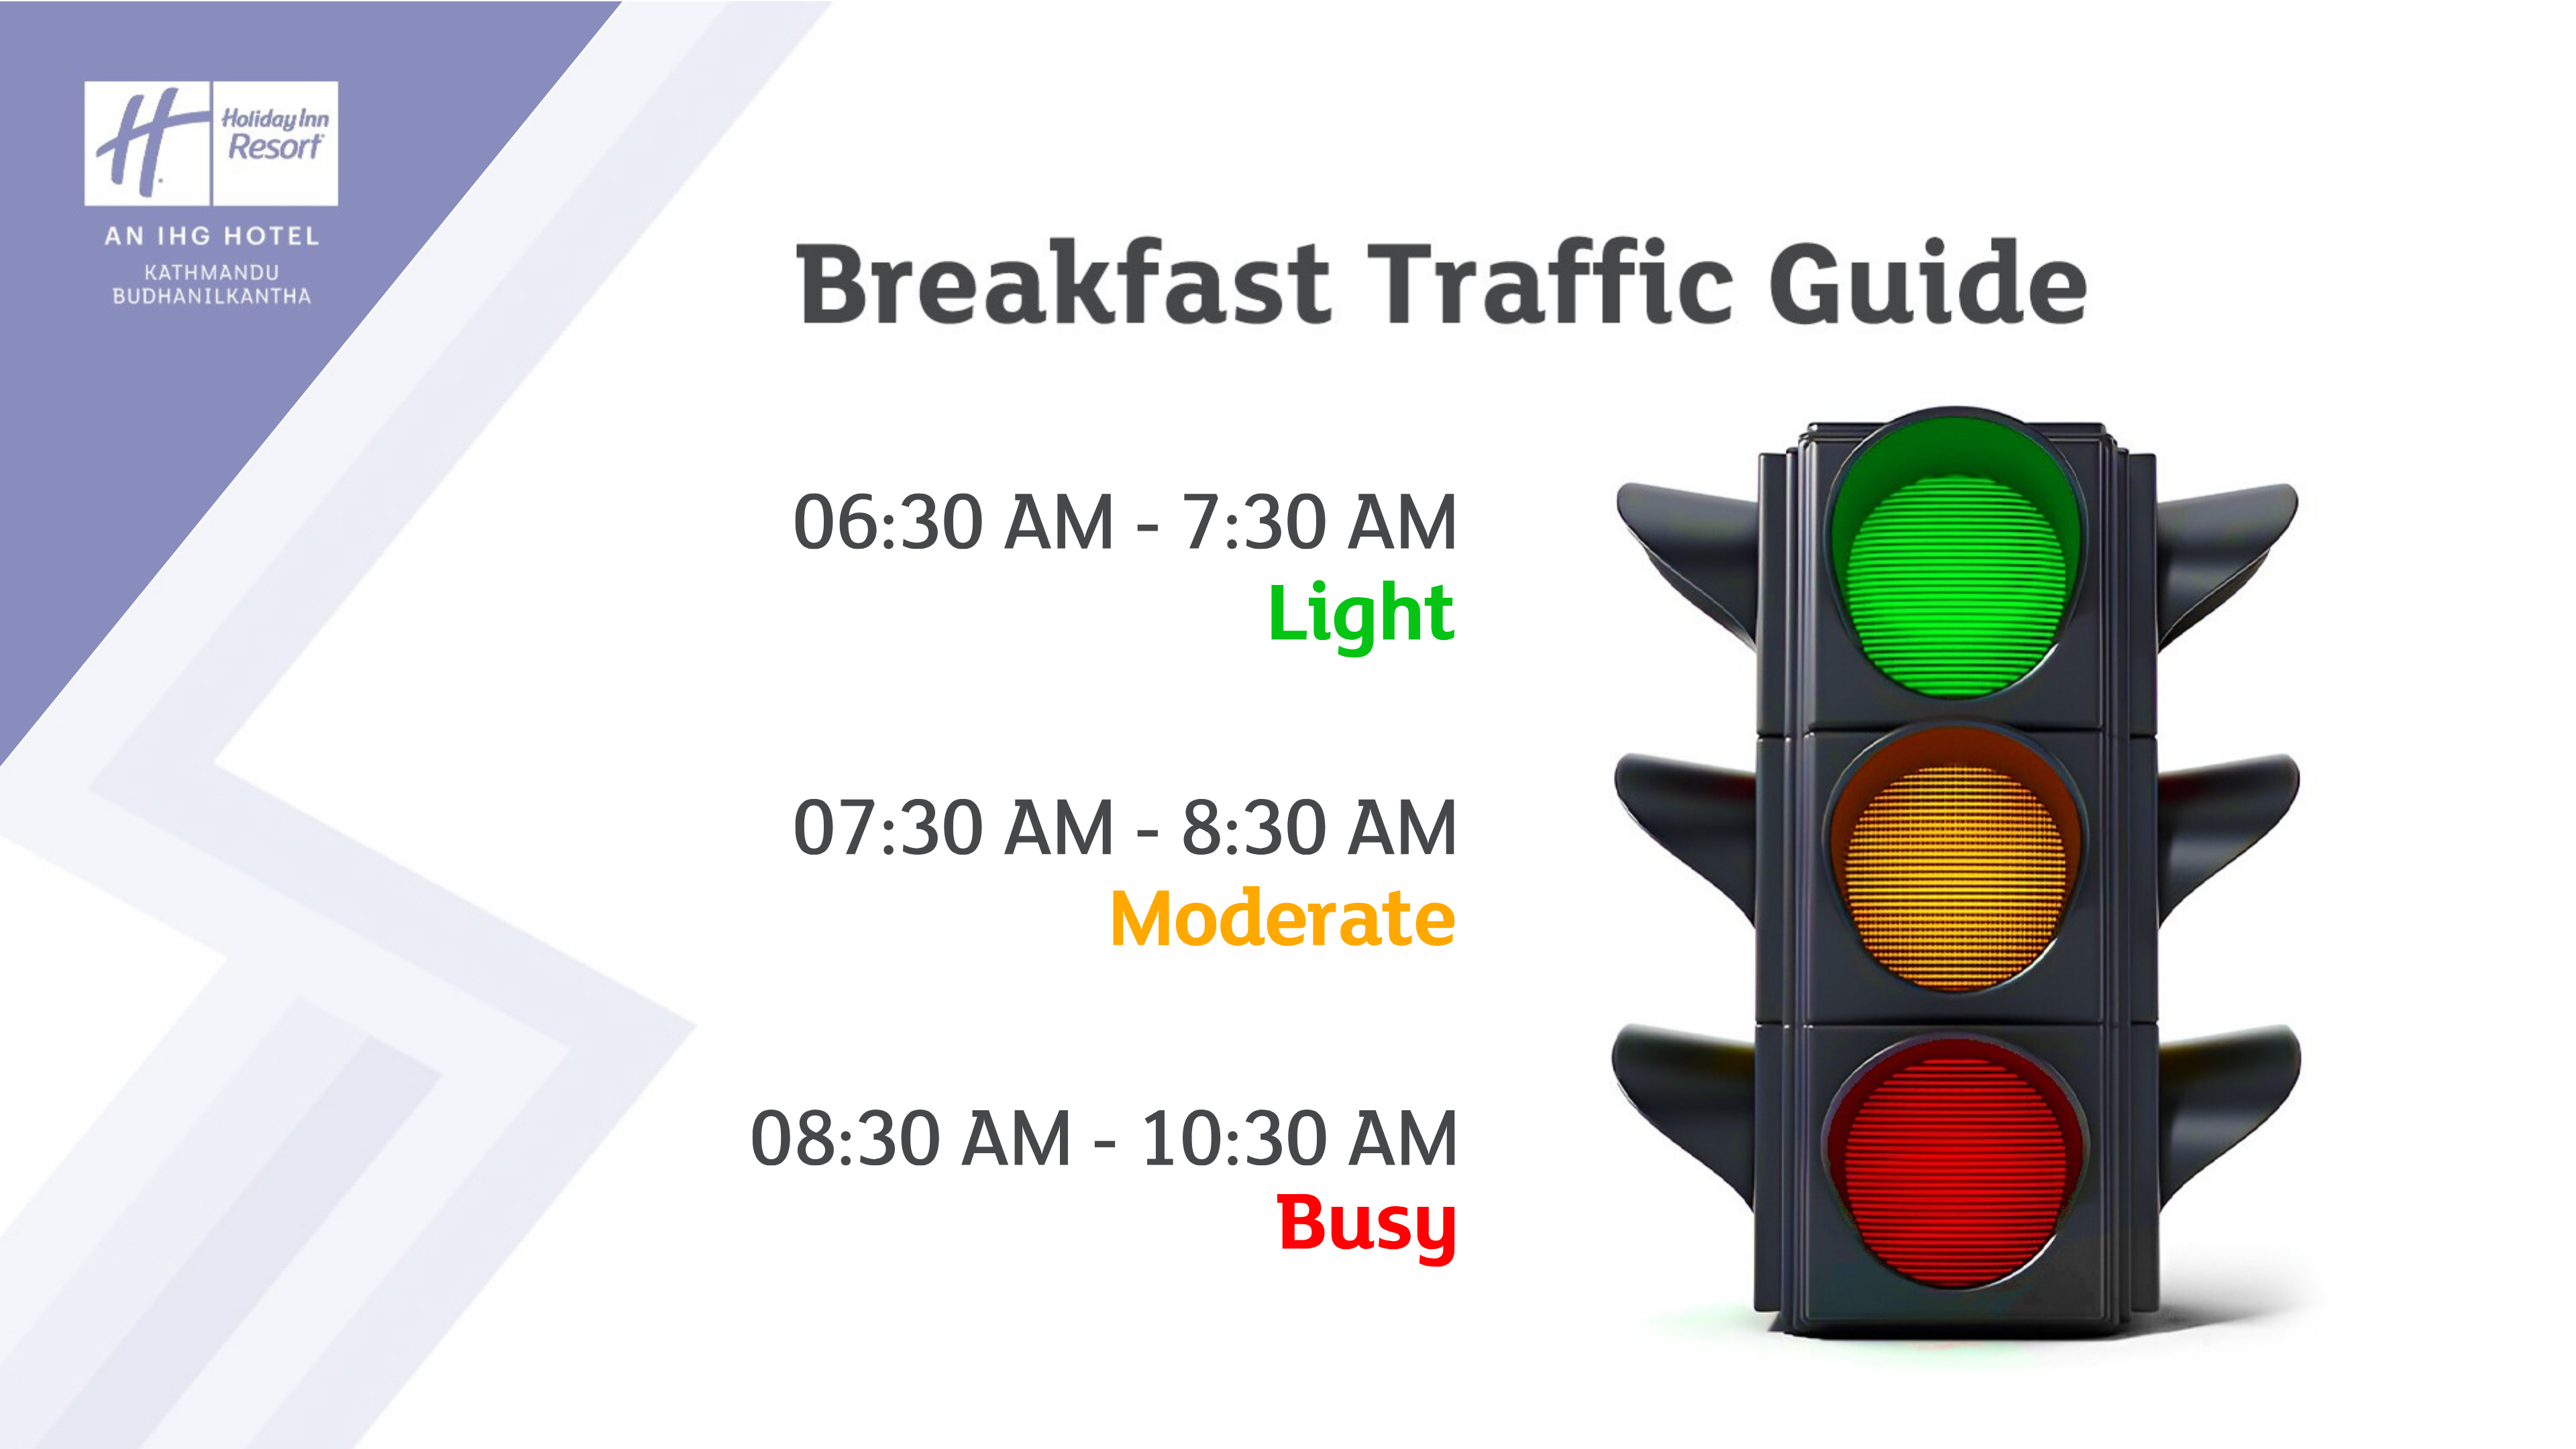 Holiday Inn
Resort
AN IHG HOTEL
KATHMANDU
BUDHANILKANTHA
Breakfast Traffic Guide
06:30 AM - 7:30 AM
Light
07:30 AM - 8:30 AM
Moderate
08:30 AM - 10:30 AM
Busy